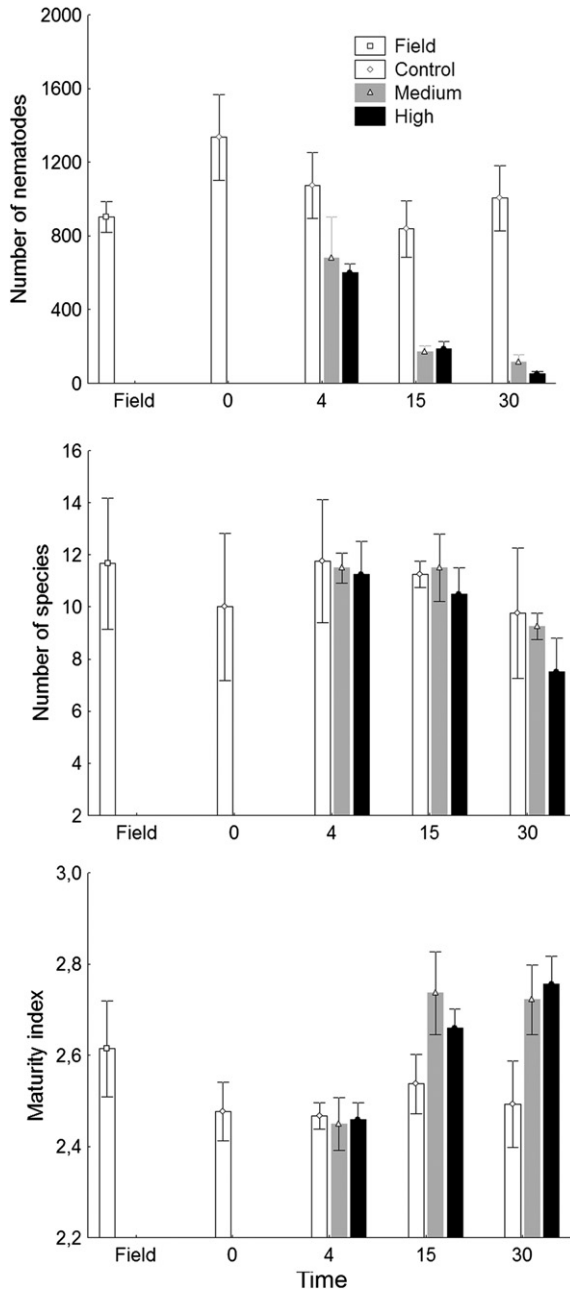 2000
1600
1200
800
400
0
Number of nematodes
Field
Control
Medium
High
Field 0 4 15 30
16
14
12
10
8
6
4
2
Number of species
Field 0 4 15 30
3,0
2,8
2,6
2,4
2,2
Maturity index
Field 0 4 15 30
Time